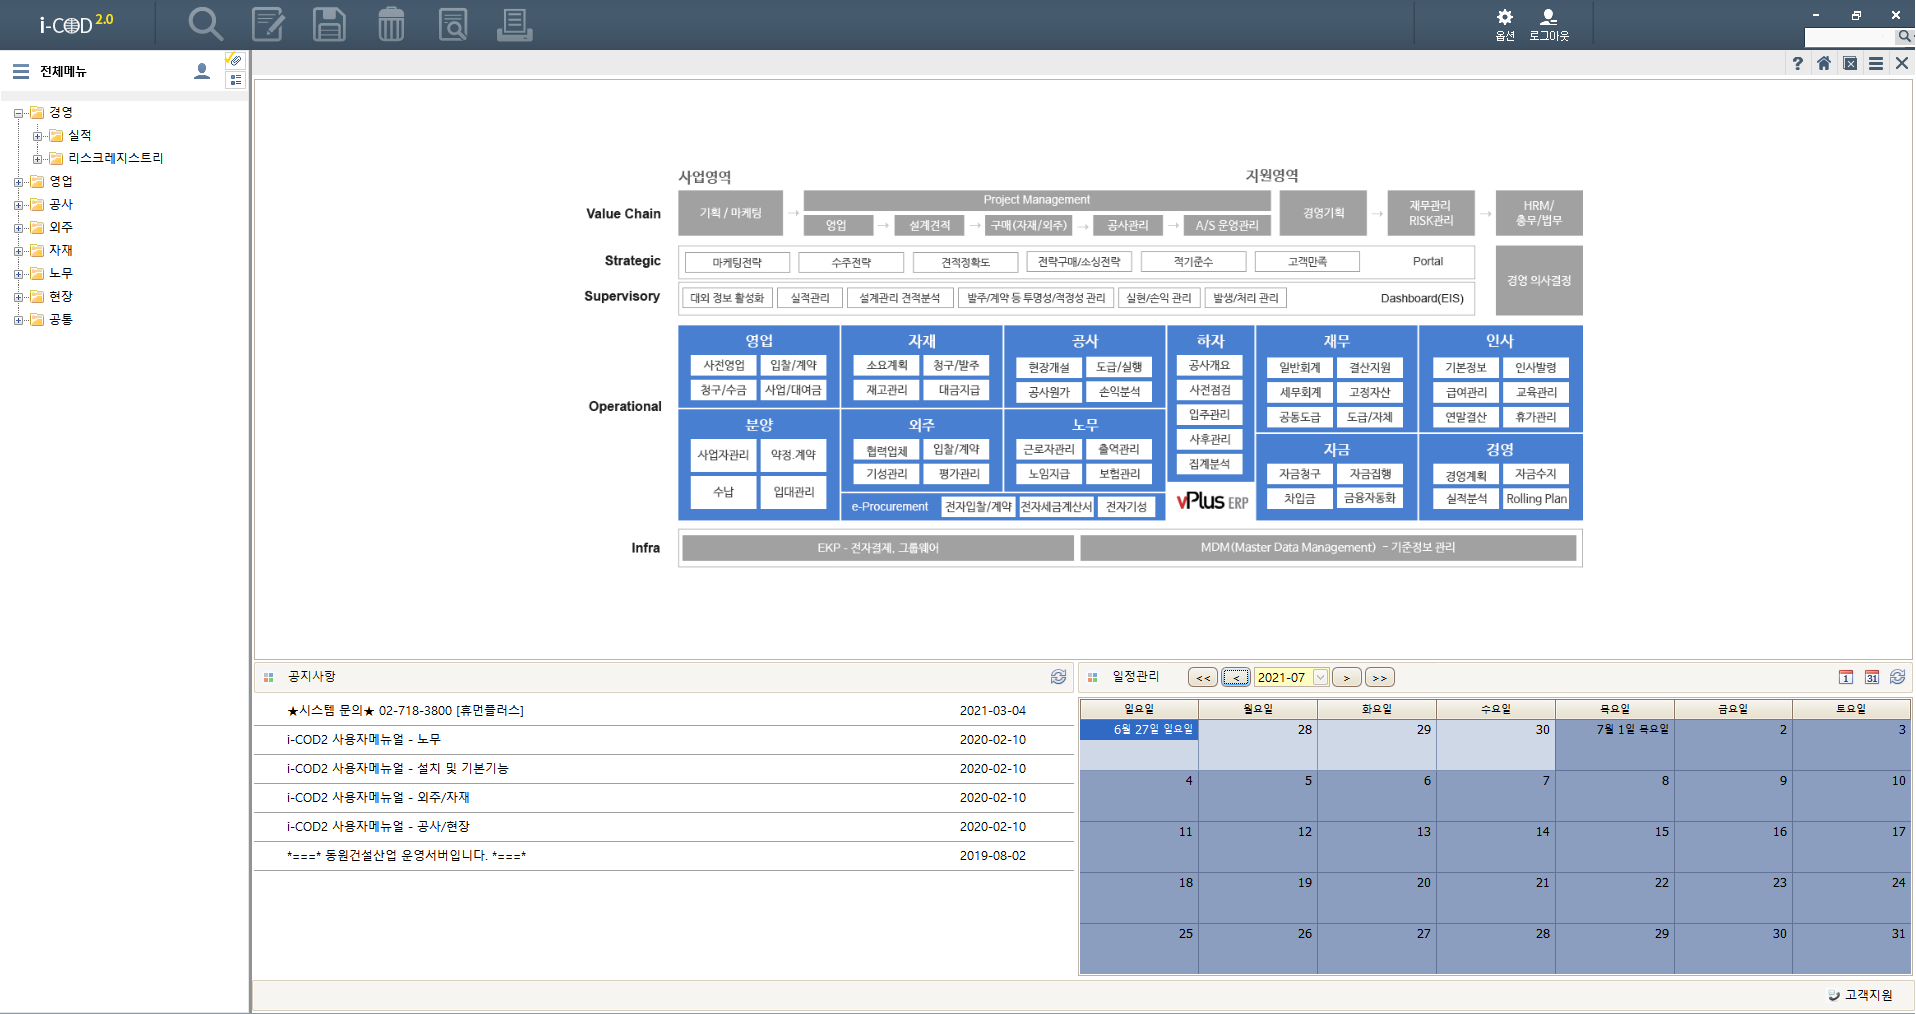 i-COD 2.0
옵션
로그아웃
전체메뉴
경영
실적
리스크레지스트리
영업
공사
외주
자재
노무
현장
공통
사업영역
지원영역
Value Chain
기획 / 마케팅
Project Management
영업
설계견적
구매(자재/외주)
공사관리
A/S 운영관리
경영기획
재무관리
RISK관리
HRM/
총무/법무
Strategic
마케팅전략
수주전략
견적정확도
전략구매/소싱전략
적기준수
고객만족
Portal
경영 의사결정
Supervisory
대외 정보 활성화
실적관리
설계관리 견적분석
발주/계약 등 투명성/적정성 관리
실현/손익 관리
발생/처리 관리
Dashboard(EIS)
Operational
영업
사전영업
입찰/계약
청구/수금
사업/대여금
자재
소요계획
청구/발주
재고관리
대금지급
공사
현장개설
도급/실행
공사원가
손익분석
하자
공사개요
사전점검
입주관리
사후관리
집계분석
재무
일반회계
결산지원
세무회계
고정자산
공동도급
도급/자체
인사
기본정보
인사발령
급여관리
교육관리
연말결산
휴가관리
분양
사업자관리
약정.계약
수납
임대관리
외주
협력업체
입찰/계약
기성관리
평가관리
노무
근로자관리
출역관리
노임지급
보험관리
e-Procurement
전자입찰/계약
전자세금계산서
전자기성
vPlus ERP
자금
자금청구
자금집행
차입금
금융자동화
경영
경영계획
자금수지
실적분석
Rolling Plan
Infra
EKP - 전자결재, 그룹웨어
MDM(Master Data Management) - 기준정보 관리
공지사항
★시스템 문의★ 02-718-3800 [휴먼플러스] 2021-03-04
i-COD2 사용자메뉴얼 - 노무 2020-02-10
i-COD2 사용자메뉴얼 - 설치 및 기본기능 2020-02-10
i-COD2 사용자메뉴얼 - 외주/자재 2020-02-10
i-COD2 사용자메뉴얼 - 공사/현장 2020-02-10
*===* 동원건설산업 운영서버입니다. *===* 2019-08-02
일정관리 << < 2021-07 > >> 1 31
일요일 월요일 화요일 수요일 목요일 금요일 토요일
6월 27일 일요일 28 29 30 7월 1일 목요일 2 3
4 5 6 7 8 9 10
11 12 13 14 15 16 17
18 19 20 21 22 23 24
25 26 27 28 29 30 31
고객지원